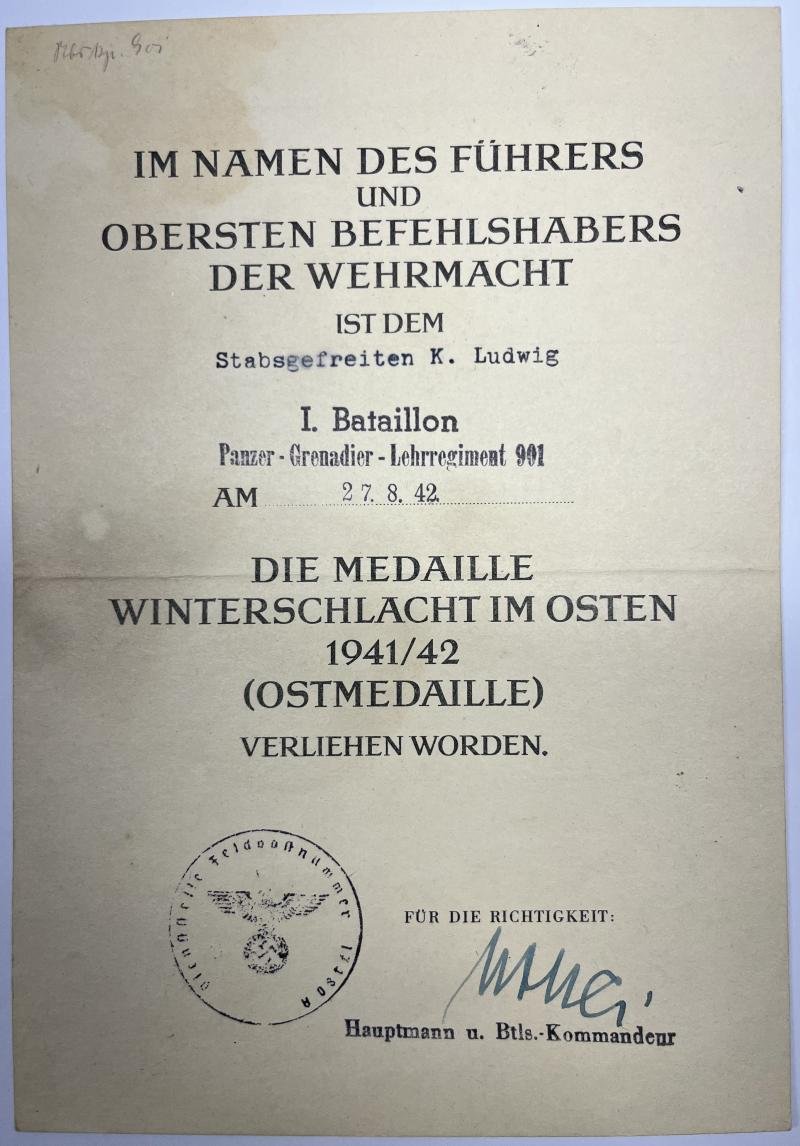 IM NAMEN DES FÜHRERS
UND
OBERSTEN BEFEHLSHABERS
DER WEHRMACHT
IST DEM
Stabsgefreiten K. Ludwig
I. Bataillon
Panzer-Grenadier-Lehrregiment 901
AM 27. 8. 42.
DIE MEDAILLE
WINTERSCHLACHT IM OSTEN
1941/42
(OSTMEDAILLE)
VERLIEHEN WORDEN.
Dienststelle Feldpostnummer
FÜR DIE RICHTIGKEIT:
Hauptmann u. Btls.-Kommandeur